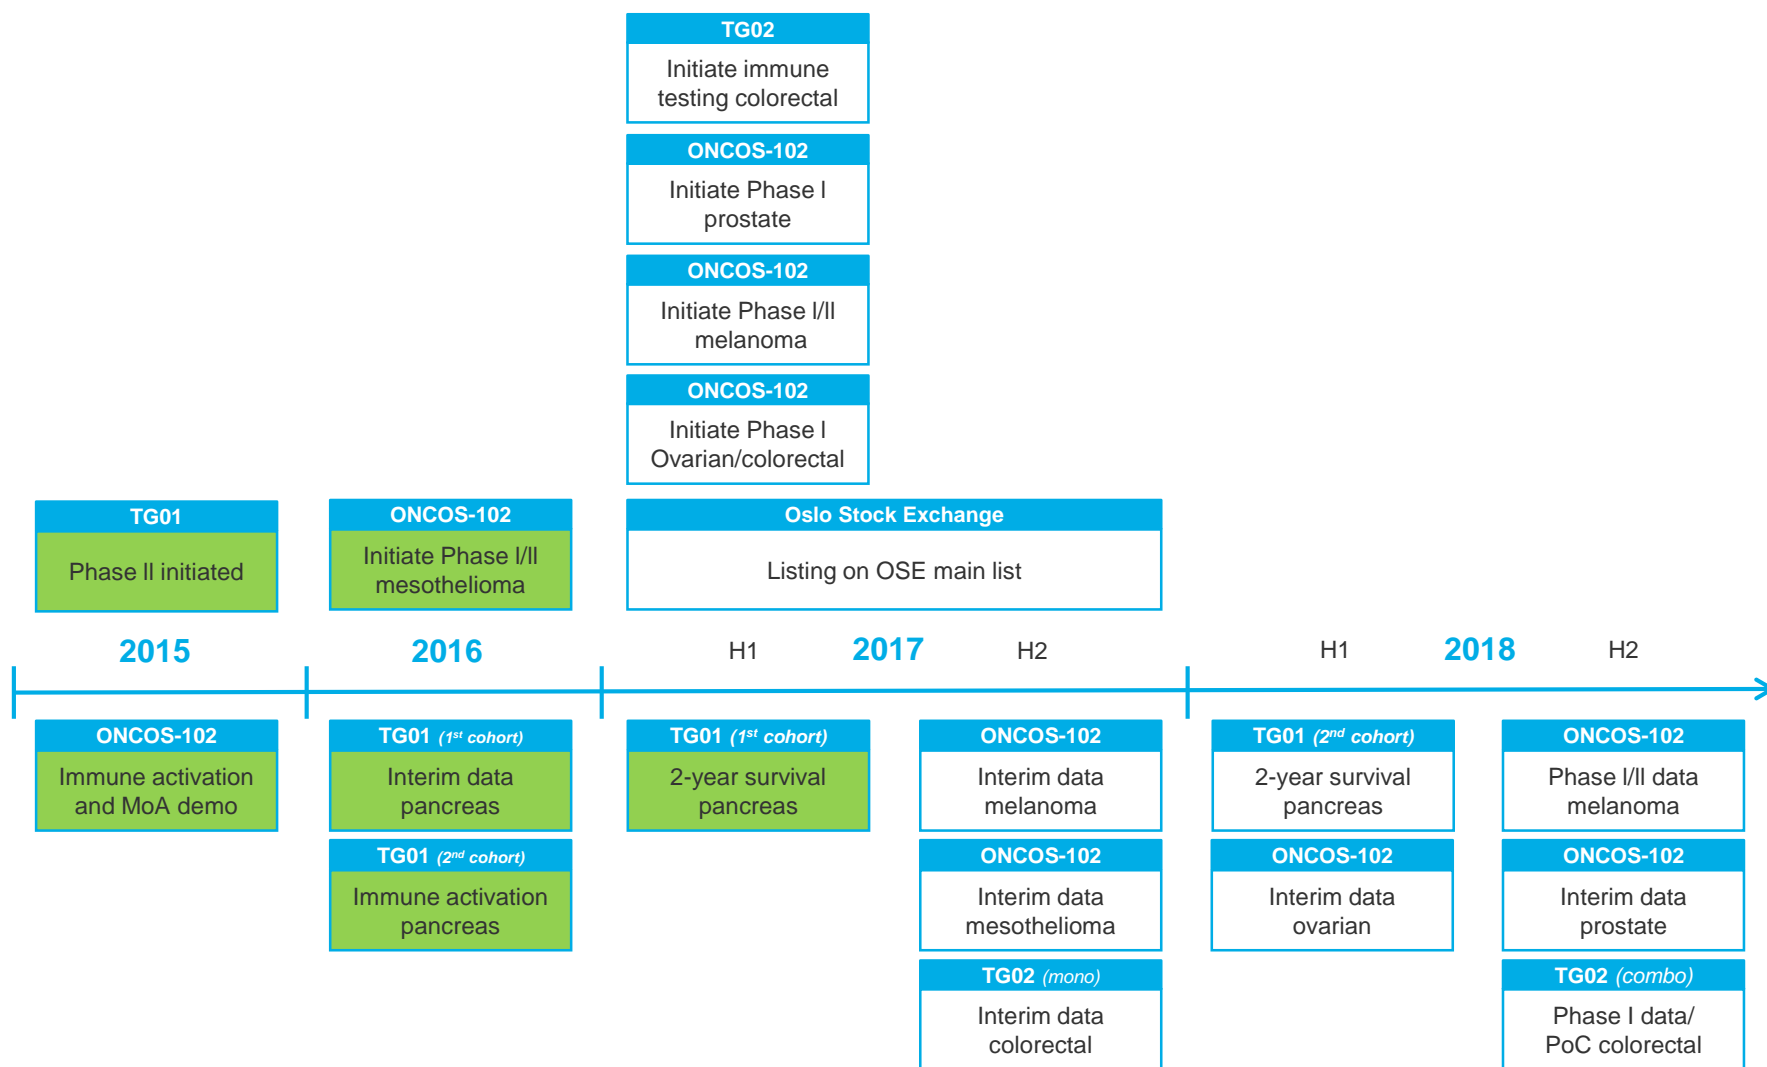 TG02
Initiate immune
testing colorectal
ONCOS-102
Initiate Phase I
prostate
ONCOS-102
Initiate Phase I/II
melanoma
ONCOS-102
Initiate Phase I
Ovarian/colorectal
TG01
Phase II initiated
ONCOS-102
Initiate Phase I/II
mesothelioma
Oslo Stock Exchange
Listing on OSE main list
2015
2016
H1
2017
H2
H1
2018
H2
ONCOS-102
Immune activation
and MoA demo
TG01 (1st cohort)
Interim data
pancreas
TG01 (2nd cohort)
Immune activation
pancreas
TG01 (1st cohort)
2-year survival
pancreas
ONCOS-102
Interim data
melanoma
ONCOS-102
Interim data
mesothelioma
TG02 (mono)
Interim data
colorectal
TG01 (2nd cohort)
2-year survival
pancreas
ONCOS-102
Interim data
ovarian
ONCOS-102
Phase I/II data
melanoma
ONCOS-102
Interim data
prostate
TG02 (combo)
Phase I data/
PoC colorectal